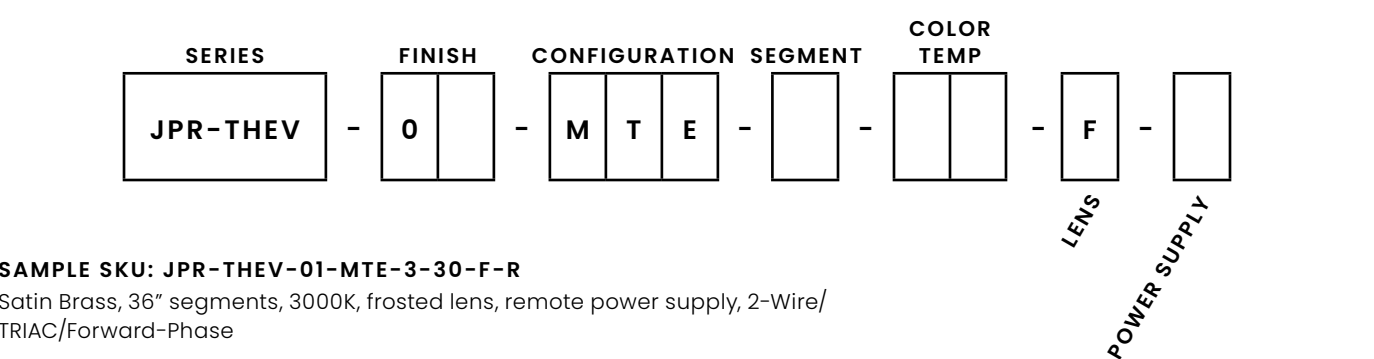 SERIES FINISH CONFIGURATION SEGMENT COLOR
TEMP
JPR-THEV - 0 - M T E - - - F -
LENS
POWER SUPPLY
SAMPLE SKU: JPR-THEV-01-MTE-3-30-F-R
Satin Brass, 36” segments, 3000K, frosted lens, remote power supply, 2-Wire/
TRIAC/Forward-Phase